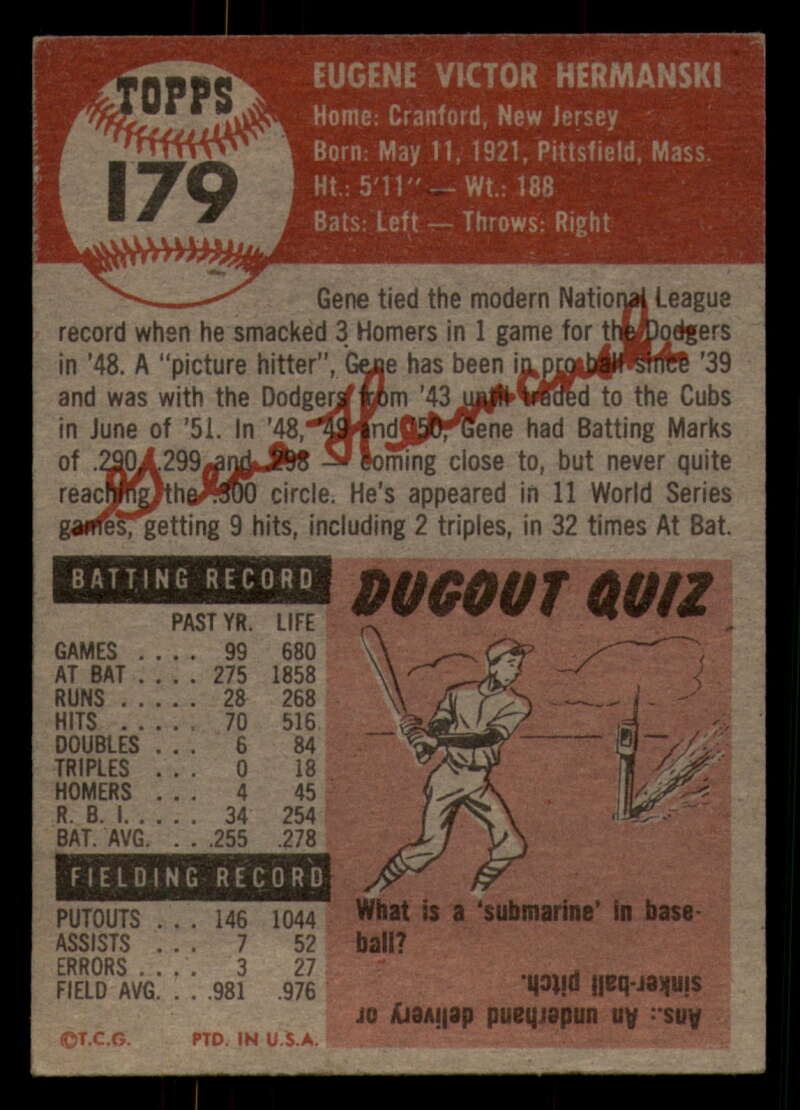 TOPPS
179
EUGENE VICTOR HERMANSKI
Home: Cranford, New Jersey
Born: May 11, 1921, Pittsfield, Mass.
Ht.: 5'11" — Wt.: 188
Bats: Left — Throws: Right
Gene tied the modern National League
record when he smacked 3 Homers in 1 game for the Dodgers
in '48. A "picture hitter", Gene has been in pro ball since '39
and was with the Dodgers from '43 until traded to the Cubs
in June of '51. In '48, '49 and '50, Gene had Batting Marks
of .290, .299 and .298 — coming close to, but never quite
reaching the .300 circle. He's appeared in 11 World Series
games, getting 9 hits, including 2 triples, in 32 times At Bat.
Gene Hermanski
BATTING RECORD
PAST YR. LIFE
GAMES .... 99 680
AT BAT .... 275 1858
RUNS ..... 28 268
HITS ..... 70 516
DOUBLES ... 6 84
TRIPLES ... 0 18
HOMERS ... 4 45
R. B. I. .... 34 254
BAT. AVG. ... .255 .278
FIELDING RECORD
PUTOUTS ... 146 1044
ASSISTS ... 7 52
ERRORS .... 3 27
FIELD AVG. ... .981 .976
©T.C.G. PTD. IN U.S.A.
DUGOUT QUIZ
What is a 'submarine' in base-
ball?
Ans.: An underhand delivery or
sinker-ball pitch.